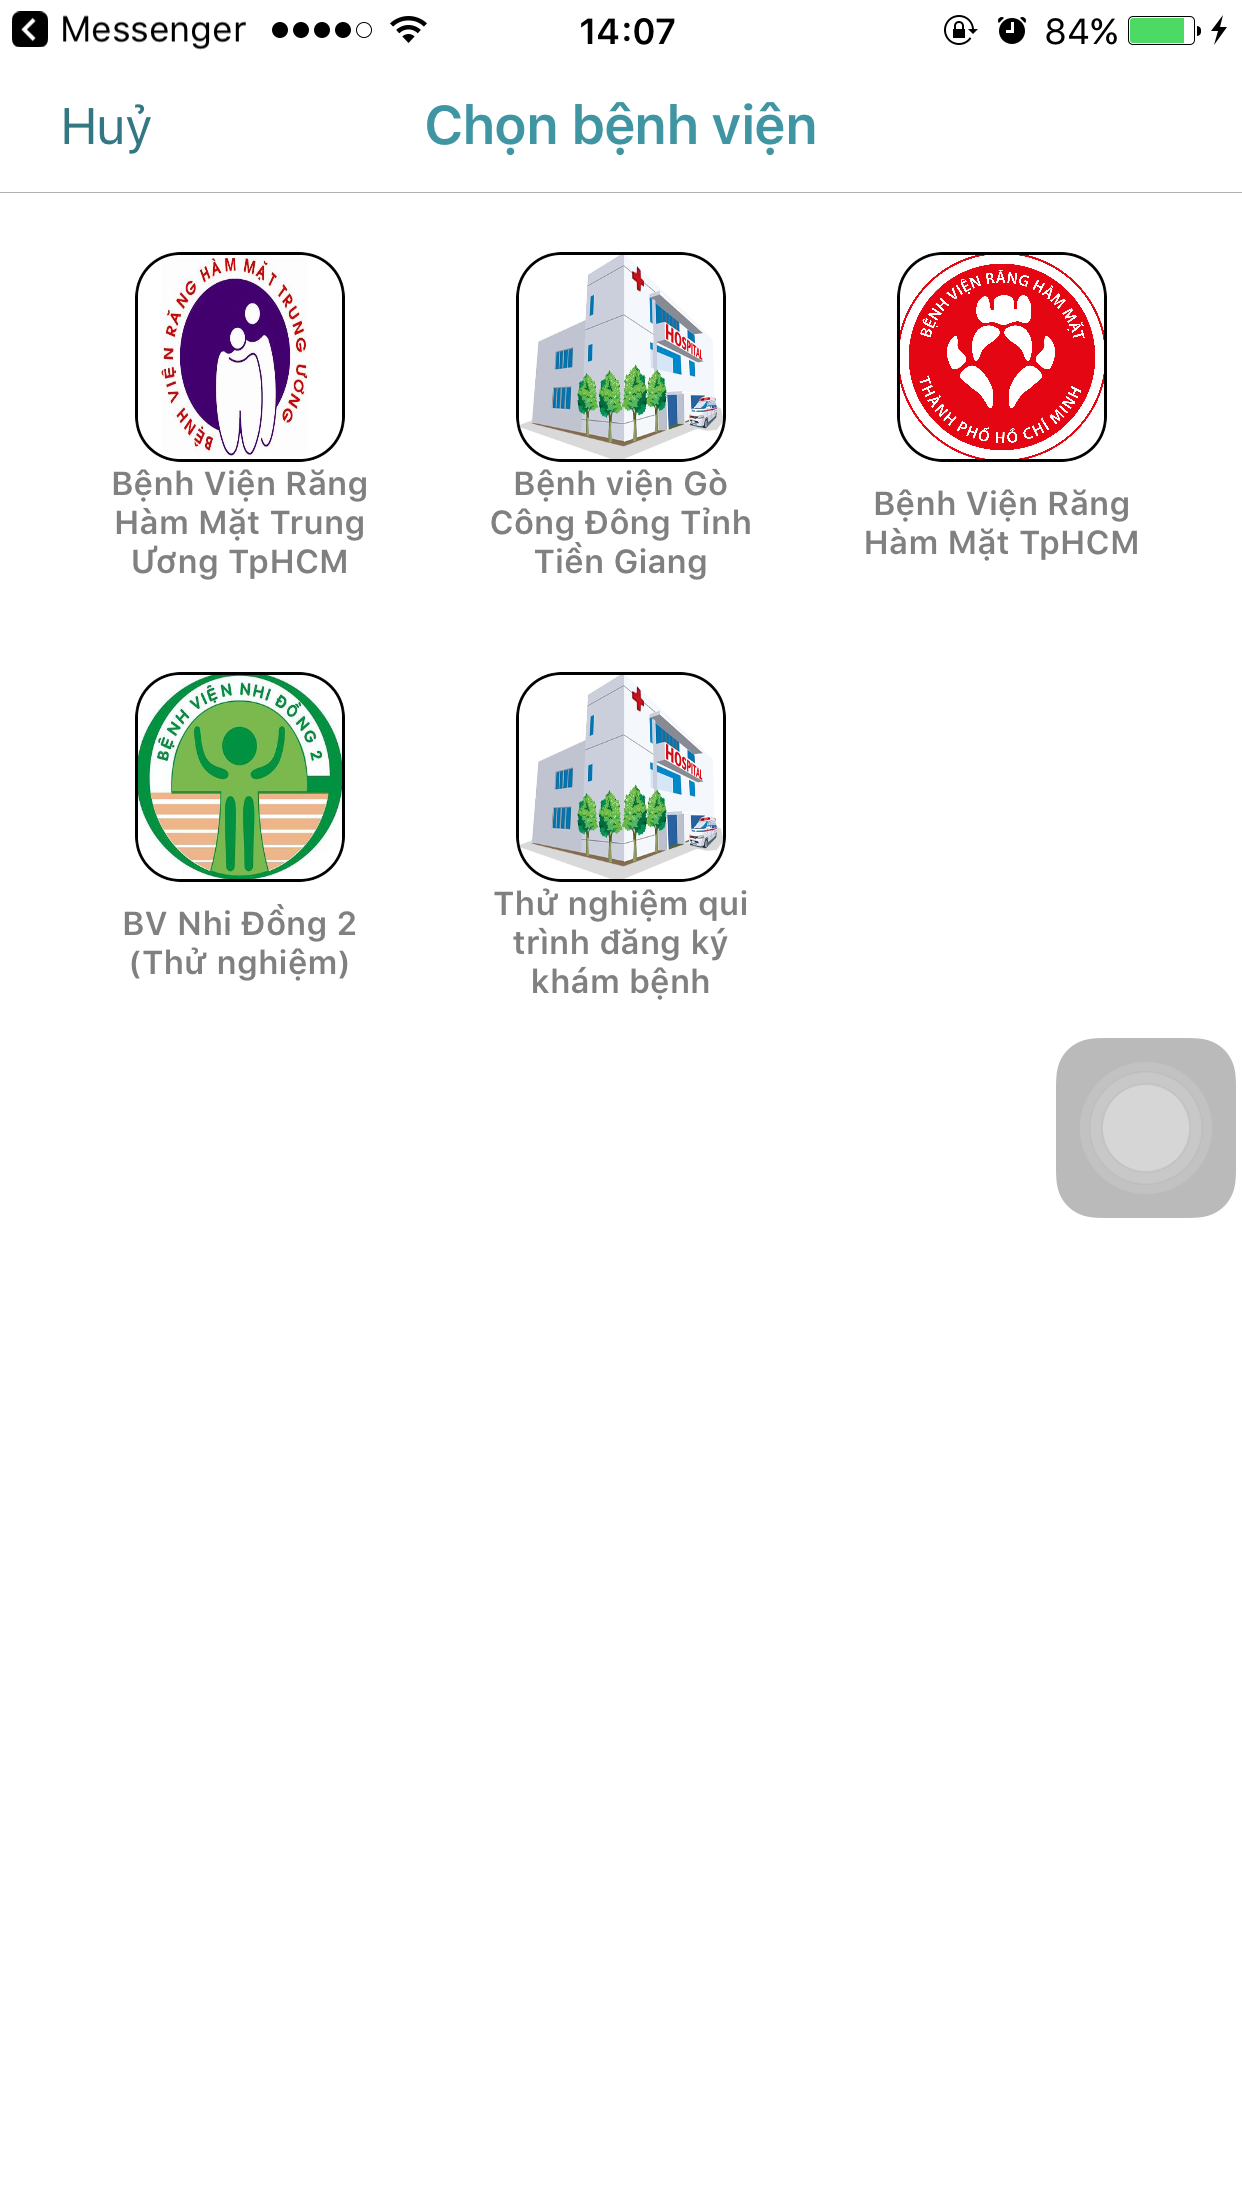 Messenger
14:07
84%
Huỷ
Chọn bệnh viện
BỆNH VIỆN RĂNG HÀM MẶT TRUNG ƯƠNG
HOSPITAL
BỆNH VIỆN RĂNG HÀM MẶT
THÀNH PHỐ HỒ CHÍ MINH
Bệnh Viện Răng
Hàm Mặt Trung
Ương TpHCM
Bệnh viện Gò
Công Đông Tỉnh
Tiền Giang
Bệnh Viện Răng
Hàm Mặt TpHCM
BỆNH VIỆN NHI ĐỒNG 2
HOSPITAL
BV Nhi Đồng 2
(Thử nghiệm)
Thử nghiệm qui
trình đăng ký
khám bệnh